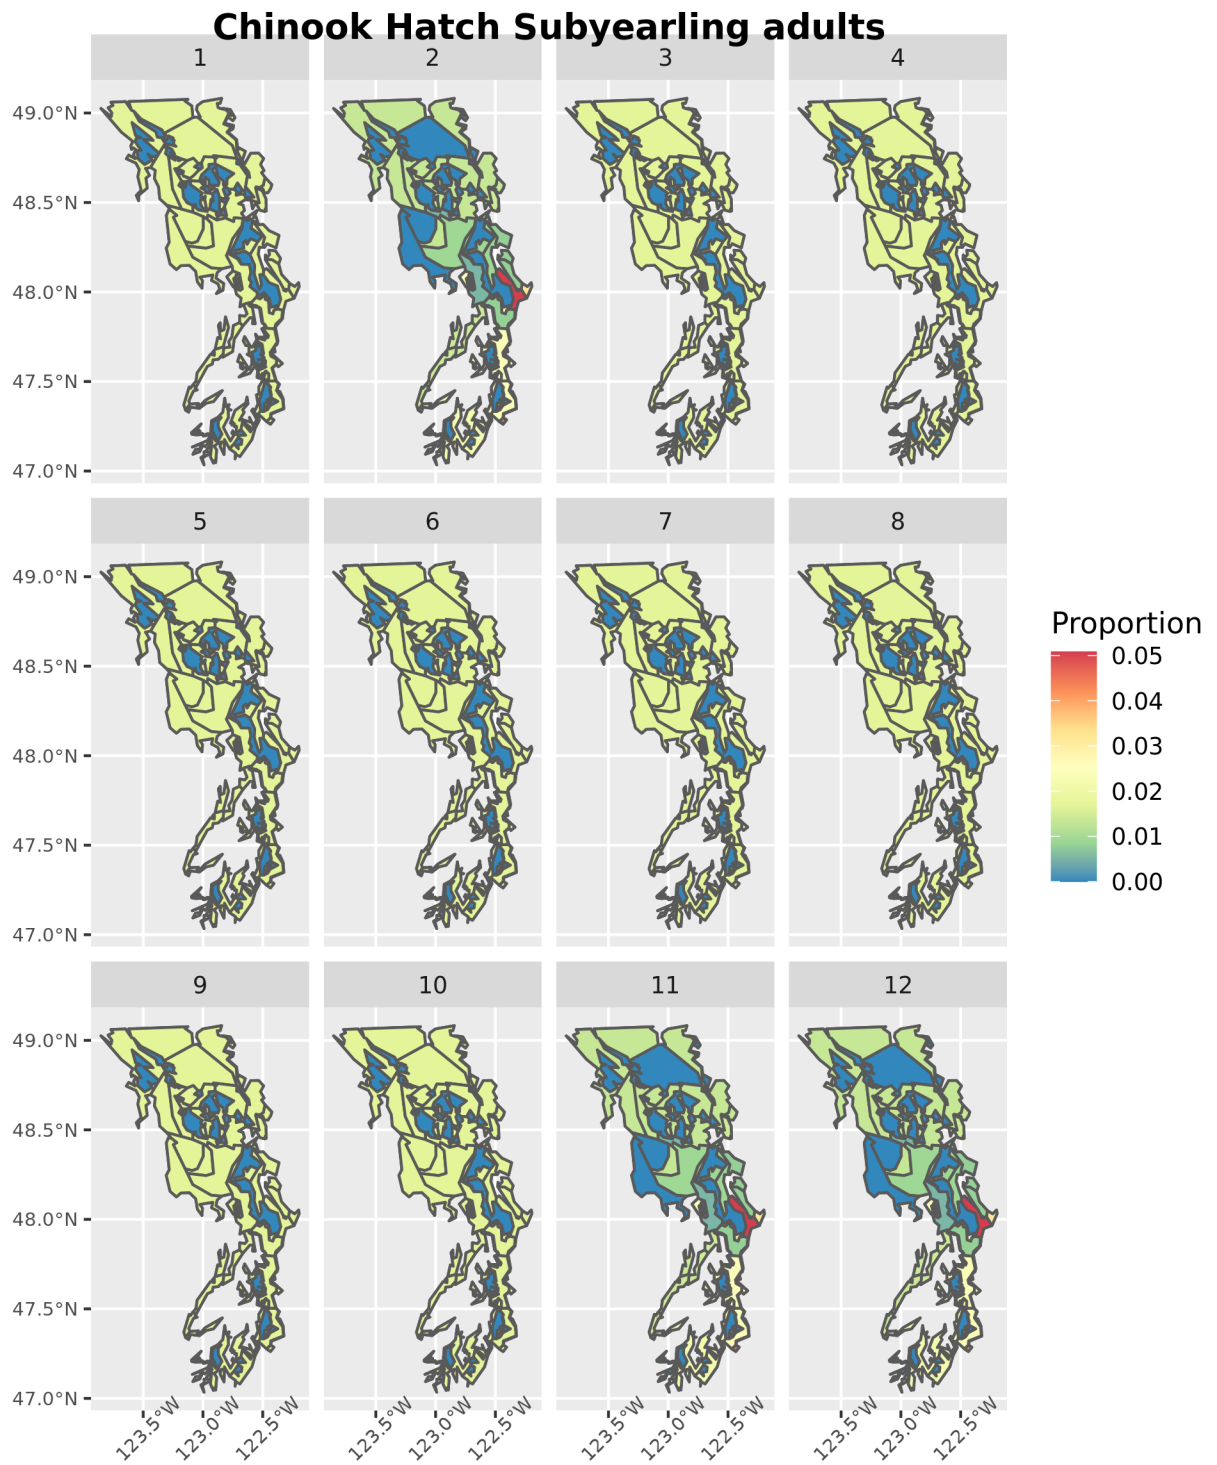 Chinook Hatch Subyearling adults
1 2 3 4
49.0°N
48.5°N
48.0°N
47.5°N
47.0°N
5 6 7 8
49.0°N
48.5°N
48.0°N
47.5°N
47.0°N
Proportion
0.05
0.04
0.03
0.02
0.01
0.00
9 10 11 12
49.0°N
48.5°N
48.0°N
47.5°N
47.0°N
123.5°W 123.0°W 122.5°W 123.5°W 123.0°W 122.5°W 123.5°W 123.0°W 122.5°W 123.5°W 123.0°W 122.5°W